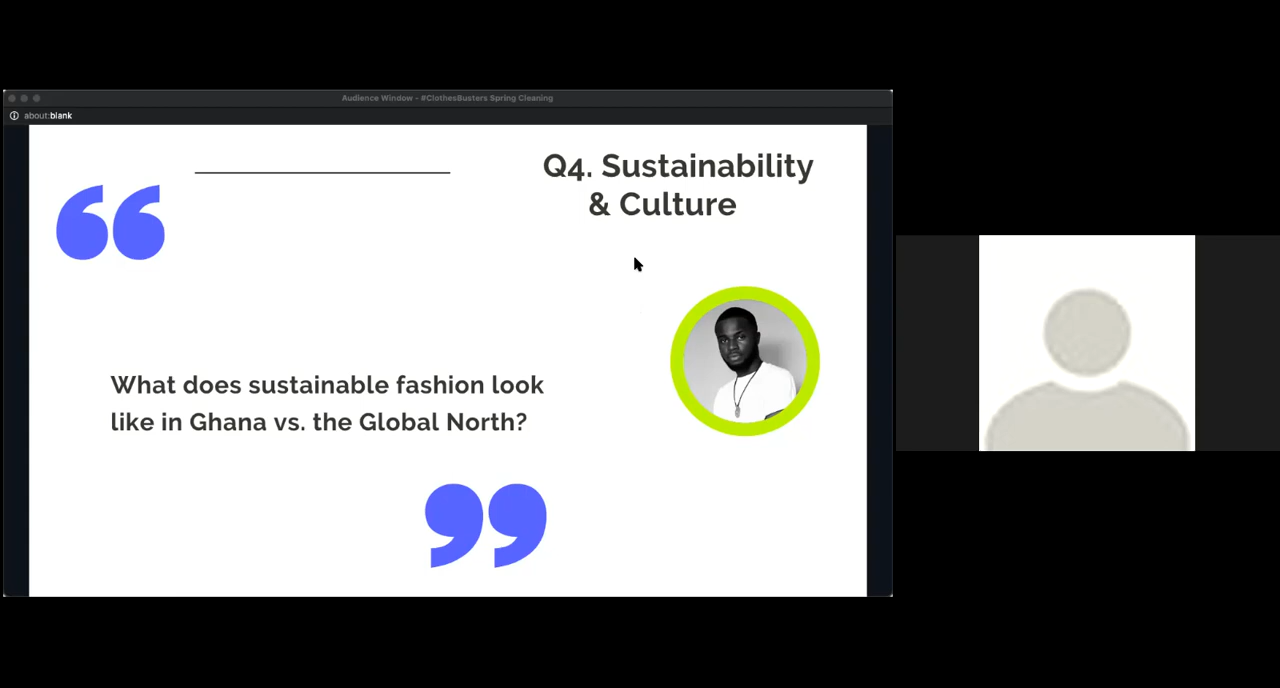 Audience Window - #ClothesBusters Spring Cleaning
about:blank
Q4. Sustainability
& Culture
“
What does sustainable fashion look
like in Ghana vs. the Global North?
”